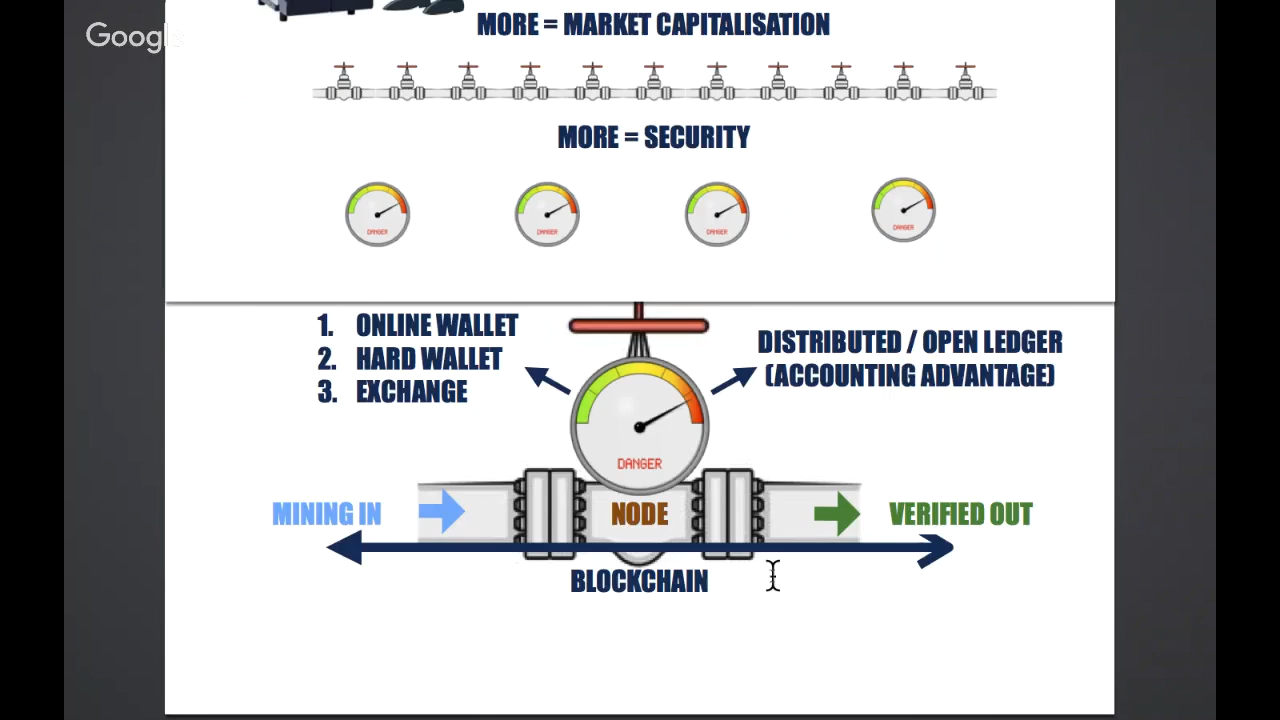 Google
MORE = MARKET CAPITALISATION
MORE = SECURITY
DANGER
DANGER
DANGER
DANGER
1. ONLINE WALLET
2. HARD WALLET
3. EXCHANGE
DISTRIBUTED / OPEN LEDGER
(ACCOUNTING ADVANTAGE)
DANGER
MINING IN
NODE
VERIFIED OUT
BLOCKCHAIN